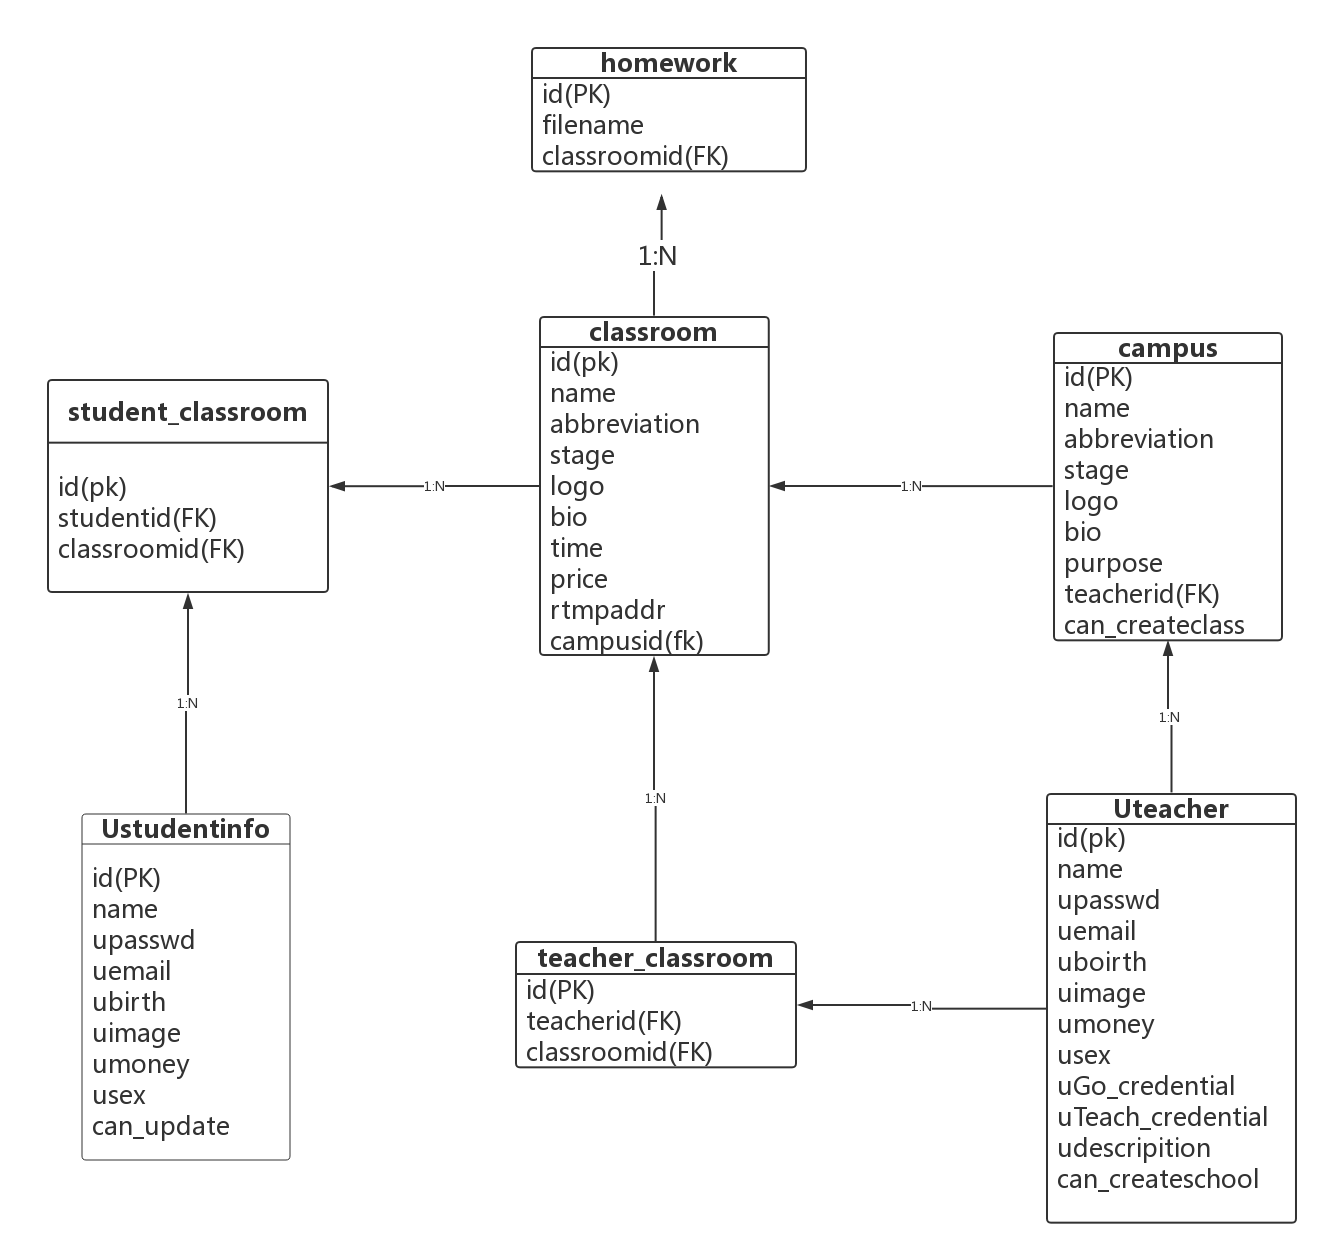 homework
id(PK)
filename
classroomid(FK)
1:N
classroom
id(pk)
name
abbreviation
stage
logo
bio
time
price
rtmpaddr
campusid(fk)
campus
id(PK)
name
abbreviation
stage
logo
bio
purpose
teacherid(FK)
can_createclass
student_classroom
id(pk)
studentid(FK)
classroomid(FK)
1:N
1:N
1:N
1:N
1:N
Ustudentinfo
id(PK)
name
upasswd
uemail
ubirth
uimage
umoney
usex
can_update
teacher_classroom
id(PK)
teacherid(FK)
classroomid(FK)
1:N
Uteacher
id(pk)
name
upasswd
uemail
uboirth
uimage
umoney
usex
uGo_credential
uTeach_credential
udescripition
can_createschool